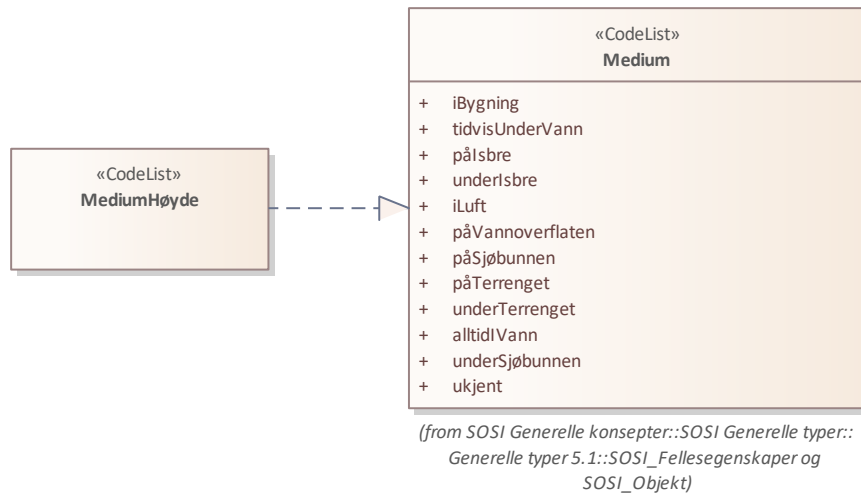 «CodeList»
MediumHøyde
«CodeList»
Medium
+ iBygning
+ tidvisUnderVann
+ påIsbre
+ underIsbre
+ iLuft
+ påVannoverflaten
+ påSjøbunnen
+ påTerrenget
+ underTerrenget
+ alltidIVann
+ underSjøbunnen
+ ukjent
(from SOSI Generelle konsepter::SOSI Generelle typer::
Generelle typer 5.1::SOSI_Fellesegenskaper og
SOSI_Objekt)